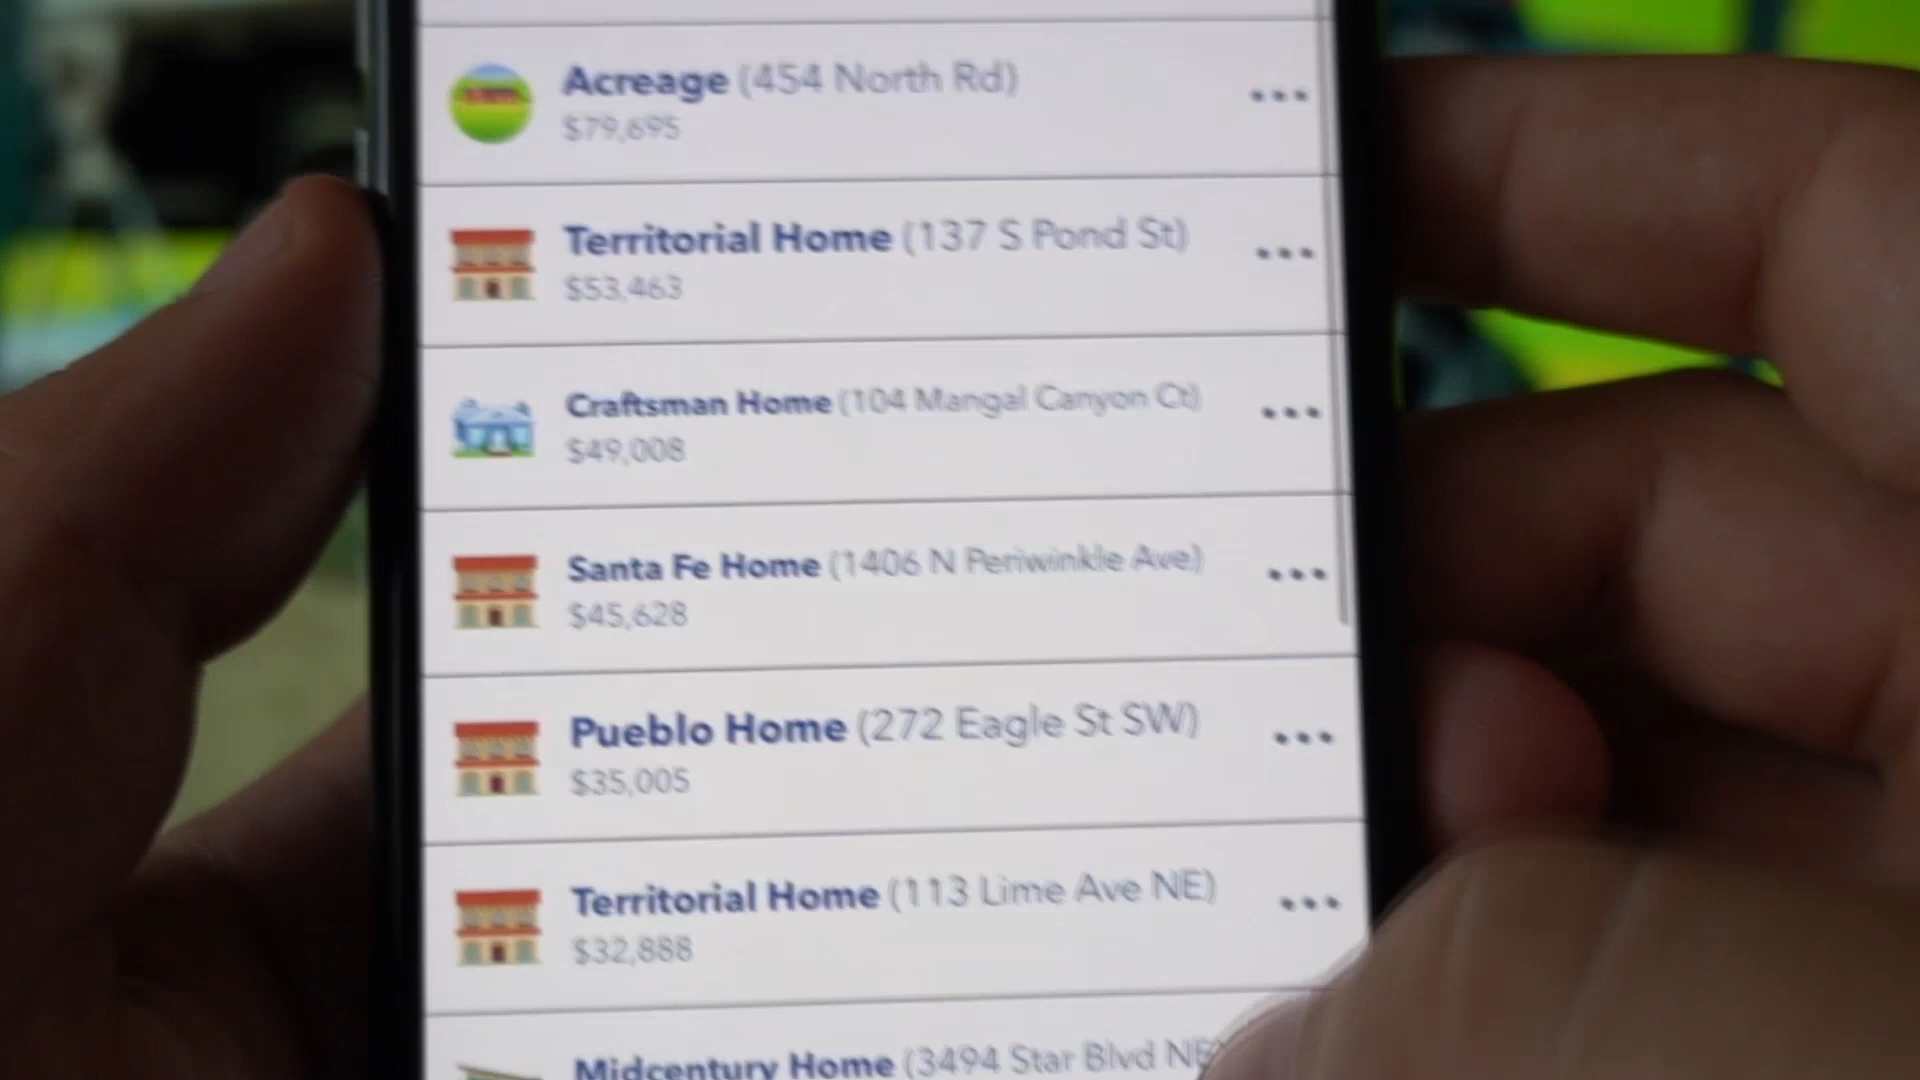 Acreage (454 North Rd)
$79,695
Territorial Home (137 S Pond St)
$53,463
Craftsman Home (104 Mangal Canyon Ct)
$49,008
Santa Fe Home (1406 N Periwinkle Ave)
$45,628
Pueblo Home (272 Eagle St SW)
$35,005
Territorial Home (113 Lime Ave NE)
$32,888
Midcentury Home (3494 Star Blvd NE)